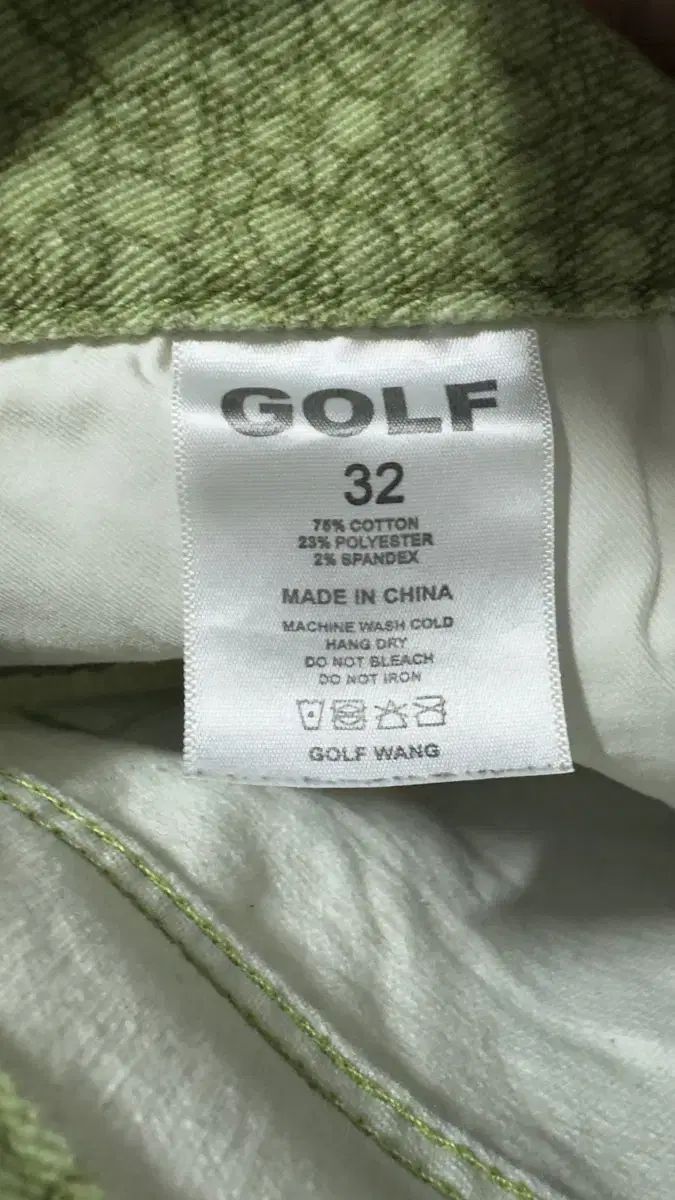 GOLF
32
75% COTTON
23% POLYESTER
2% SPANDEX
MADE IN CHINA
MACHINE WASH COLD
HANG DRY
DO NOT BLEACH
DO NOT IRON
GOLF WANG